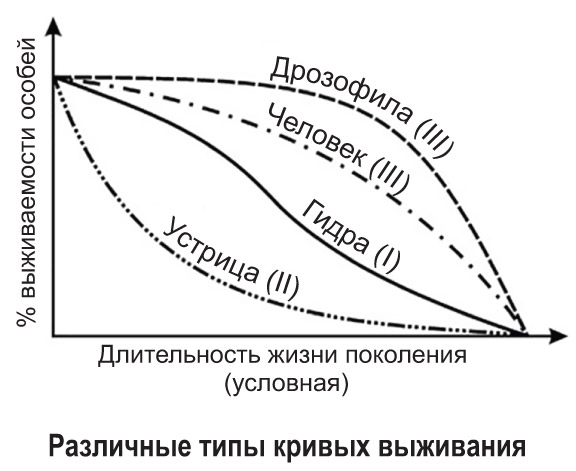 % выживаемости особей
Дрозофила (III)
Человек (III)
Гидра (I)
Устрица (II)
Длительность жизни поколения
(условная)
Различные типы кривых выживания